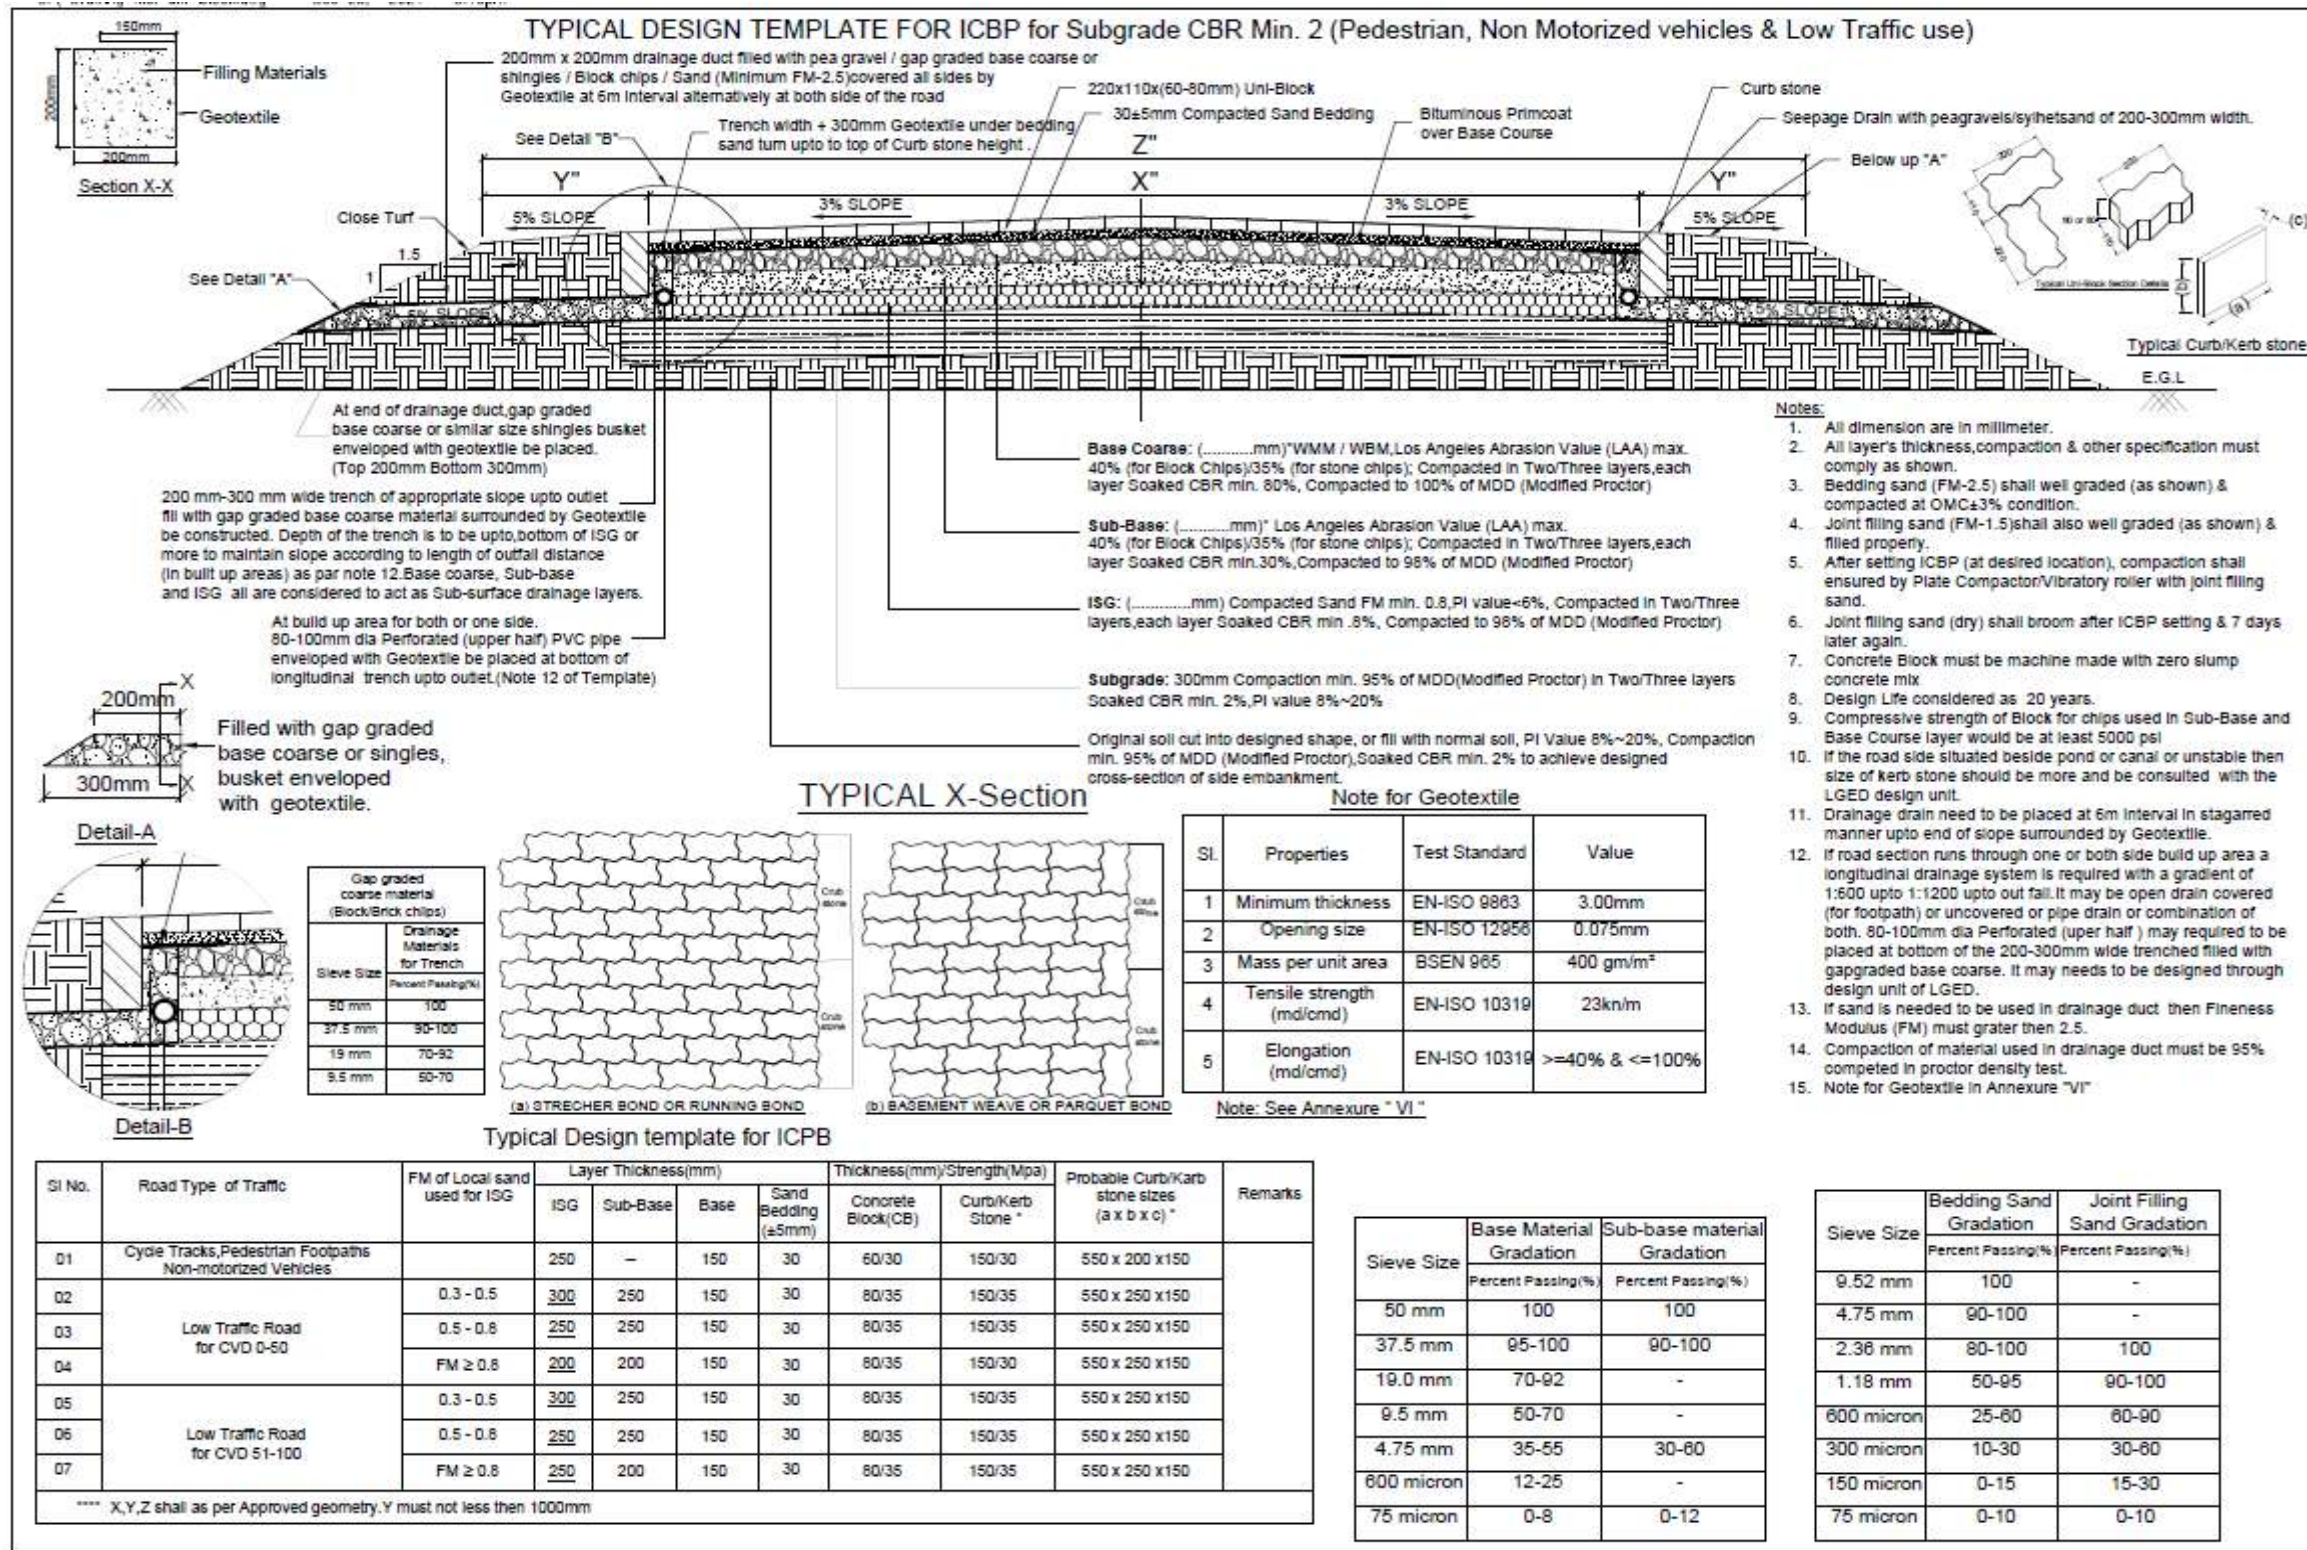 TYPICAL DESIGN TEMPLATE FOR ICBP for Subgrade CBR Min. 2 (Pedestrian, Non Motorized vehicles & Low Traffic use)
150mm
200mm
Filling Materials
Geotextile
200mm
Section X-X
200mm x 200mm drainage duct filled with pea gravel / gap graded base coarse or
shingles / Block chips / Sand (Minimum FM-2.5)covered all sides by
Geotextile at 6m interval alternatively at both side of the road
See Detail "B"
Trench width + 300mm Geotextile under bedding
sand turn upto to top of Curb stone height .
220x110x(60-80mm) Uni-Block
30±5mm Compacted Sand Bedding
Bituminous Primcoat
over Base Course
Curb stone
Seepage Drain with peagravels/sylhetsand of 200-300mm width.
Below up "A"
Z"
Y"
X"
Y"
Close Turf
5% SLOPE
3% SLOPE
3% SLOPE
5% SLOPE
1.5
1
See Detail "A"
X
X
5% SLOPE
5% SLOPE
220
110
220
220
60 or 80
110
Typical Uni-Block Section Details
(c)
(b)
(a)
Typical Curb/Kerb stone
E.G.L
At end of drainage duct,gap graded
base coarse or similar size shingles busket
enveloped with geotextile be placed.
(Top 200mm Bottom 300mm)
200 mm-300 mm wide trench of appropriate slope upto outlet
fill with gap graded base coarse material surrounded by Geotextile
be constructed. Depth of the trench is to be upto,bottom of ISG or
more to maintain slope according to length of outfall distance
(in built up areas) as par note 12.Base coarse, Sub-base
and ISG all are considered to act as Sub-surface drainage layers.
At build up area for both or one side.
80-100mm dia Perforated (upper half) PVC pipe
enveloped with Geotextile be placed at bottom of
longitudinal trench upto outlet.(Note 12 of Template)
Base Coarse: (...........mm)"WMM / WBM,Los Angeles Abrasion Value (LAA) max.
40% (for Block Chips)/35% (for stone chips); Compacted in Two/Three layers,each
layer Soaked CBR min. 80%, Compacted to 100% of MDD (Modified Proctor)
Sub-Base: (...........mm)" Los Angeles Abrasion Value (LAA) max.
40% (for Block Chips)/35% (for stone chips); Compacted in Two/Three layers,each
layer Soaked CBR min.30%,Compacted to 98% of MDD (Modified Proctor)
ISG: (.............mm) Compacted Sand FM min. 0.8,PI value<6%, Compacted in Two/Three
layers,each layer Soaked CBR min .8%, Compacted to 98% of MDD (Modified Proctor)
Subgrade: 300mm Compaction min. 95% of MDD(Modified Proctor) in Two/Three layers
Soaked CBR min. 2%,PI value 8%~20%
Original soil cut into designed shape, or fill with normal soil, PI Value 8%~20%, Compaction
min. 95% of MDD (Modified Proctor),Soaked CBR min. 2% to achieve designed
cross-section of side embankment.
TYPICAL X-Section
Notes:
1. All dimension are in millimeter.
2. All layer's thickness,compaction & other specification must
comply as shown.
3. Bedding sand (FM-2.5) shall well graded (as shown) &
compacted at OMC±3% condition.
4. Joint filling sand (FM-1.5)shall also well graded (as shown) &
filled properly.
5. After setting ICBP (at desired location), compaction shall
ensured by Plate Compactor/Vibratory roller with joint filling
sand.
6. Joint filling sand (dry) shall broom after ICBP setting & 7 days
later again.
7. Concrete Block must be machine made with zero slump
concrete mix
8. Design Life considered as 20 years.
9. Compressive strength of Block for chips used in Sub-Base and
Base Course layer would be at least 5000 psi
10. If the road side situated beside pond or canal or unstable then
size of kerb stone should be more and be consulted with the
LGED design unit.
11. Drainage drain need to be placed at 6m interval in stagarred
manner upto end of slope surrounded by Geotextile.
12. If road section runs through one or both side build up area a
longitudinal drainage system is required with a gradient of
1:600 upto 1:1200 upto out fall.It may be open drain covered
(for footpath) or uncovered or pipe drain or combination of
both. 80-100mm dia Perforated (uper half ) may required to be
placed at bottom of the 200-300mm wide trenched filled with
gapgraded base coarse. It may needs to be designed through
design unit of LGED.
13. If sand is needed to be used in drainage duct then Fineness
Modulus (FM) must grater then 2.5.
14. Compaction of material used in drainage duct must be 95%
competed in proctor density test.
15. Note for Geotextile in Annexure "VI"
X
200mm
300mm
X
Filled with gap graded
base coarse or singles,
busket enveloped
with geotextile.
Detail-A
Detail-B
Gap graded
coarse material
(Block/Brick chilps)
Sieve Size
Drainage
Materials
for Trench
Percent Passing(%)
50 mm 100
37.5 mm 90-100
19 mm 70-92
9.5 mm 50-70
Crub
stone
Crub
stone
(a) STRECHER BOND OR RUNNING BOND
Crub
stone
Crub
stone
(b) BASEMENT WEAVE OR PARQUET BOND
Note for Geotextile
Sl. Properties Test Standard Value
1 Minimum thickness EN-ISO 9863 3.00mm
2 Opening size EN-ISO 12956 0.075mm
3 Mass per unit area BSEN 965 400 gm/m²
4 Tensile strength (md/cmd) EN-ISO 10319 23kn/m
5 Elongation (md/cmd) EN-ISO 10319 >=40% & <=100%
Note: See Annexure " VI "
Typical Design template for ICPB
Sl No. Road Type of Traffic FM of Local sand used for ISG Layer Thickness(mm) Thickness(mm)/Strength(Mpa) Probable Curb/Karb stone sizes (a x b x c) * Remarks
ISG Sub-Base Base Sand Bedding (±5mm) Concrete Block(CB) Curb/Kerb Stone *
01 Cycle Tracks,Pedestrian Footpaths Non-motorized Vehicles 250 – 150 30 60/30 150/30 550 x 200 x150
02 0.3 - 0.5 300 250 150 30 80/35 150/35 550 x 250 x150
Low Traffic Road for CVD 0-50
03 0.5 - 0.8 250 250 150 30 80/35 150/35 550 x 250 x150
04 FM ≥ 0.8 200 200 150 30 80/35 150/30 550 x 250 x150
05 0.3 - 0.5 300 250 150 30 80/35 150/35 550 x 250 x150
Low Traffic Road for CVD 51-100
06 0.5 - 0.8 250 250 150 30 80/35 150/35 550 x 250 x150
07 FM ≥ 0.8 250 200 150 30 80/35 150/35 550 x 250 x150
**** X,Y,Z shall as per Approved geometry.Y must not less then 1000mm
Sieve Size Base Material Gradation Sub-base material Gradation
Percent Passing(%) Percent Passing(%)
50 mm 100 100
37.5 mm 95-100 90-100
19.0 mm 70-92 -
9.5 mm 50-70 -
4.75 mm 35-55 30-60
600 micron 12-25 -
75 micron 0-8 0-12
Sieve Size Bedding Sand Gradation Joint Filling Sand Gradation
Percent Passing(%) Percent Passing(%)
9.52 mm 100 -
4.75 mm 90-100 -
2.36 mm 80-100 100
1.18 mm 50-95 90-100
600 micron 25-60 60-90
300 micron 10-30 30-60
150 micron 0-15 15-30
75 micron 0-10 0-10